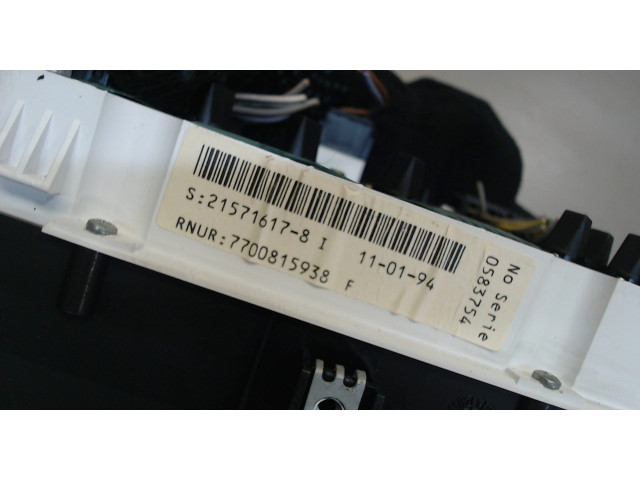 S:21571617-8 I 11-01-94
RNUR:7700815938 F
No Serie
0583754